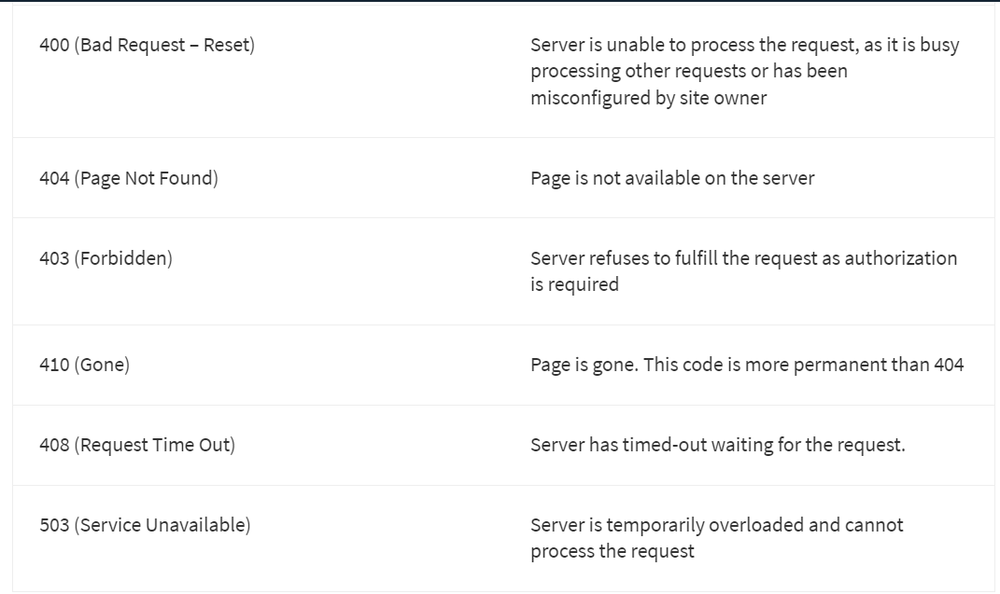 400 (Bad Request – Reset)
Server is unable to process the request, as it is busy
processing other requests or has been
misconfigured by site owner
404 (Page Not Found)
Page is not available on the server
403 (Forbidden)
Server refuses to fulfill the request as authorization
is required
410 (Gone)
Page is gone. This code is more permanent than 404
408 (Request Time Out)
Server has timed-out waiting for the request.
503 (Service Unavailable)
Server is temporarily overloaded and cannot
process the request